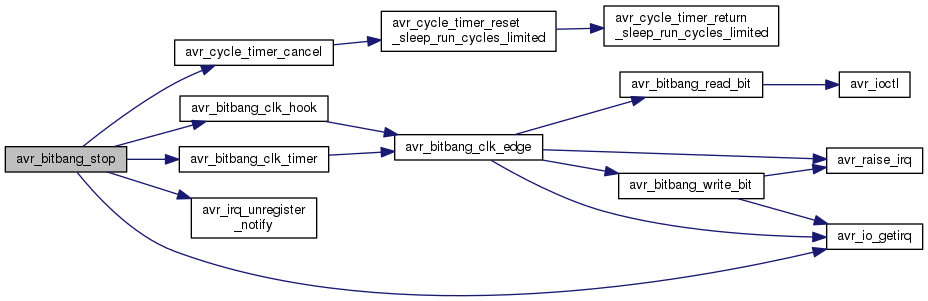 avr_bitbang_stop
avr_cycle_timer_cancel
avr_cycle_timer_reset
_sleep_run_cycles_limited
avr_cycle_timer_return
_sleep_run_cycles_limited
avr_bitbang_clk_hook
avr_bitbang_clk_timer
avr_irq_unregister
_notify
avr_bitbang_clk_edge
avr_bitbang_read_bit
avr_ioctl
avr_bitbang_write_bit
avr_raise_irq
avr_io_getirq